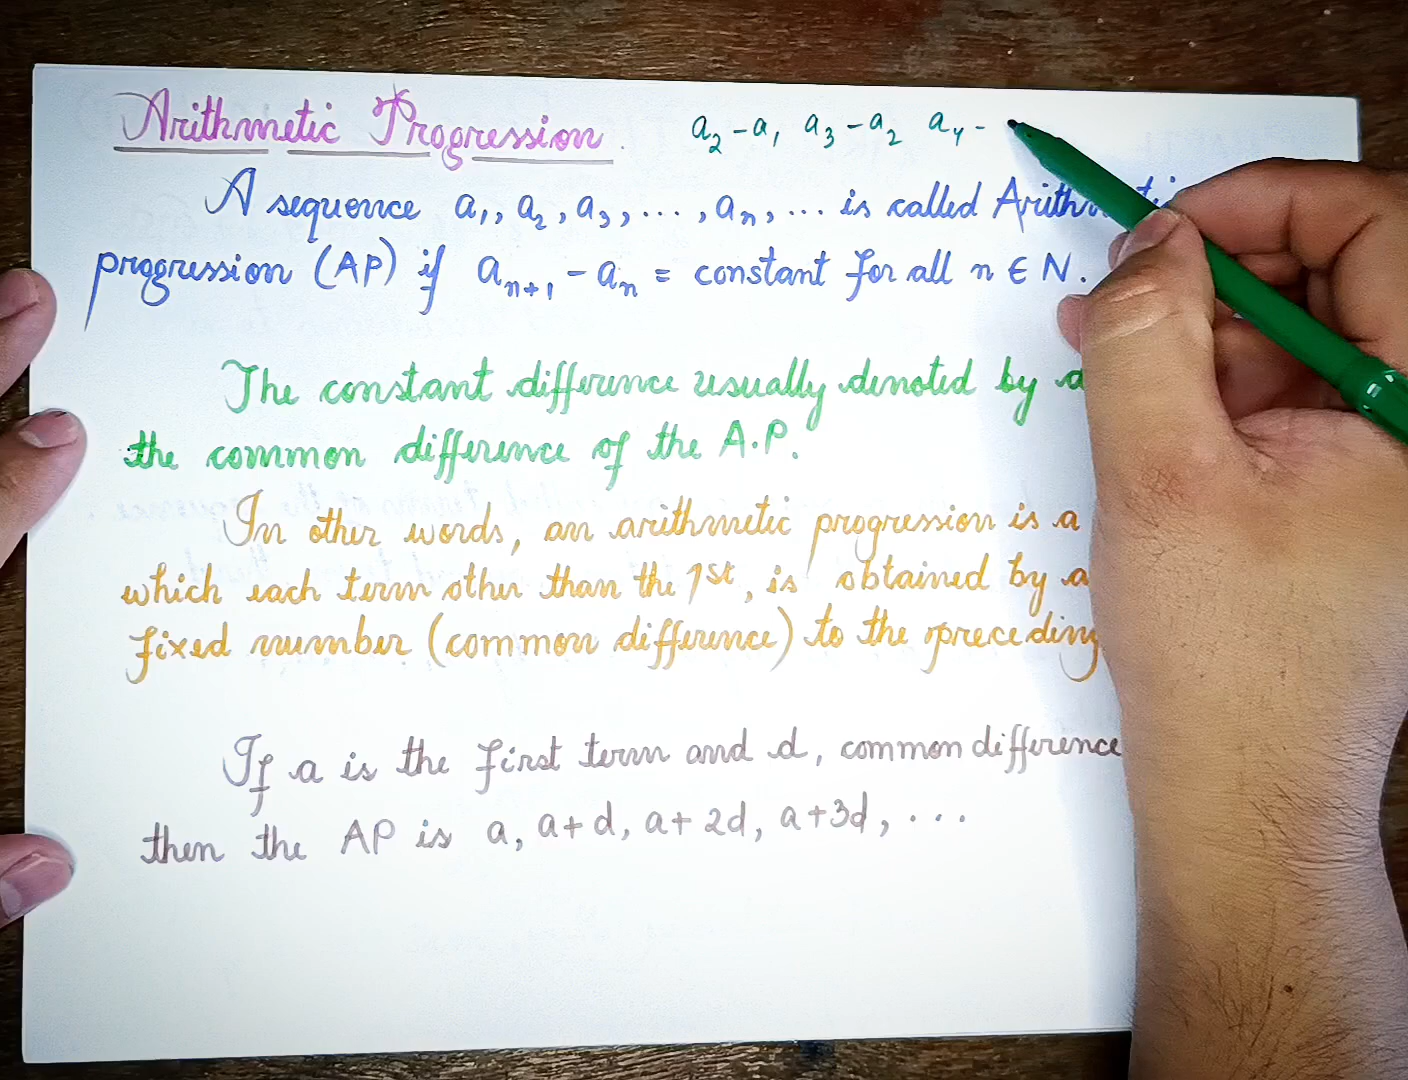 Arithmetic Progression. a₂ - a₁ a₃ - a₂ a₄ -
A sequence a₁, a₂, a₃, ..., aₙ, ... is called
progression (AP) if aₙ₊₁ - aₙ = constant for all n ∈ N.
The constant difference usually denoted by d
the common difference of the A.P.
In other words, an arithmetic progression is a
which each term other than the 1st, is obtained by a
fixed number (common difference) to the preceding
If a is the first term and d, common difference
then the AP is a, a+d, a+2d, a+3d, ...